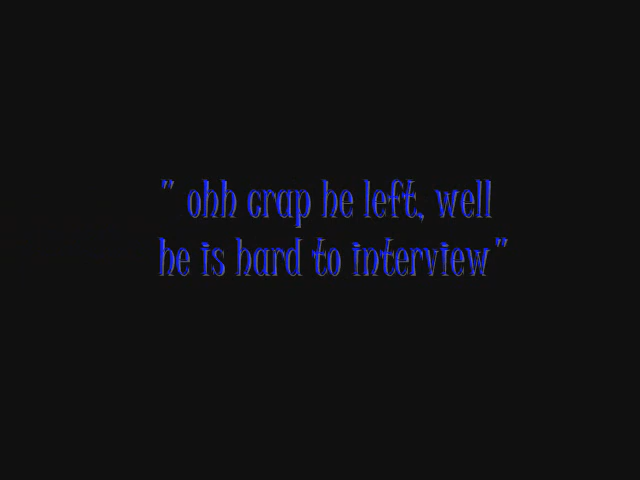 " ohh crap he left, well
he is hard to interview"